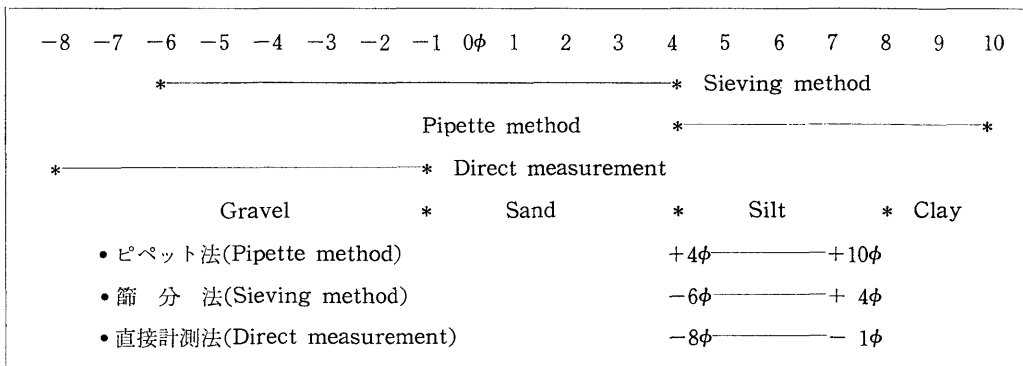 -8 -7 -6 -5 -4 -3 -2 -1 0ϕ 1 2 3 4 5 6 7 8 9 10
*————* Sieving method
Pipette method *————*
*————* Direct measurement
Gravel * Sand * Silt * Clay
• ピペット法(Pipette method) +4ϕ————+10ϕ
• 篩 分 法(Sieving method) -6ϕ————+ 4ϕ
• 直接計測法(Direct measurement) -8ϕ————- 1ϕ